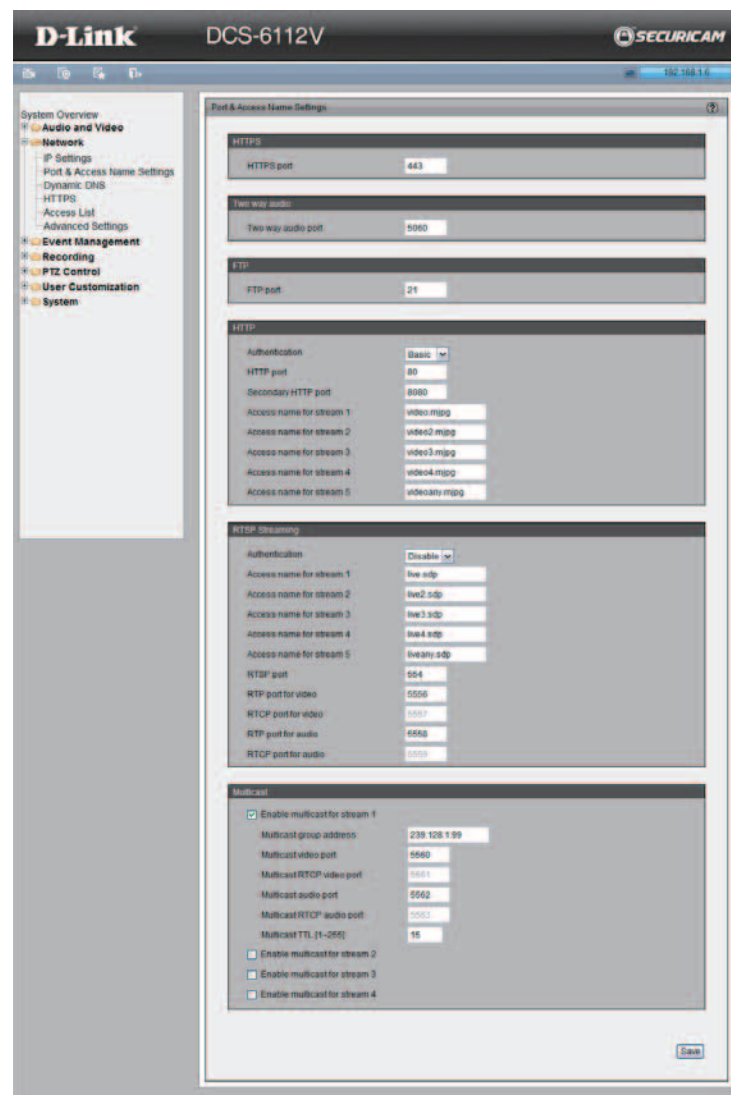 D-Link
DCS-6112V
SECURICAM
192.168.1.6
System Overview
Audio and Video
Network
IP Settings
Port & Access Name Settings
Dynamic DNS
HTTPS
Access List
Advanced Settings
Event Management
Recording
PTZ Control
User Customization
System
Port & Access Name Settings
?
HTTPS
HTTPS port 443
Two way audio
Two way audio port 5060
FTP
FTP port 21
HTTP
Authentication Basic
HTTP port 80
Secondary HTTP port 8080
Access name for stream 1 video.mjpg
Access name for stream 2 video2.mjpg
Access name for stream 3 video3.mjpg
Access name for stream 4 video4.mjpg
Access name for stream 5 videoany.mjpg
RTSP Streaming
Authentication Disable
Access name for stream 1 live.sdp
Access name for stream 2 live2.sdp
Access name for stream 3 live3.sdp
Access name for stream 4 live4.sdp
Access name for stream 5 liveany.sdp
RTSP port 554
RTP port for video 5556
RTCP port for video 5557
RTP port for audio 5558
RTCP port for audio 5559
Multicast
Enable multicast for stream 1
Multicast group address 239.128.1.99
Multicast video port 5560
Multicast RTCP video port 5561
Multicast audio port 5562
Multicast RTCP audio port 5563
Multicast TTL [1~255] 15
Enable multicast for stream 2
Enable multicast for stream 3
Enable multicast for stream 4
Save